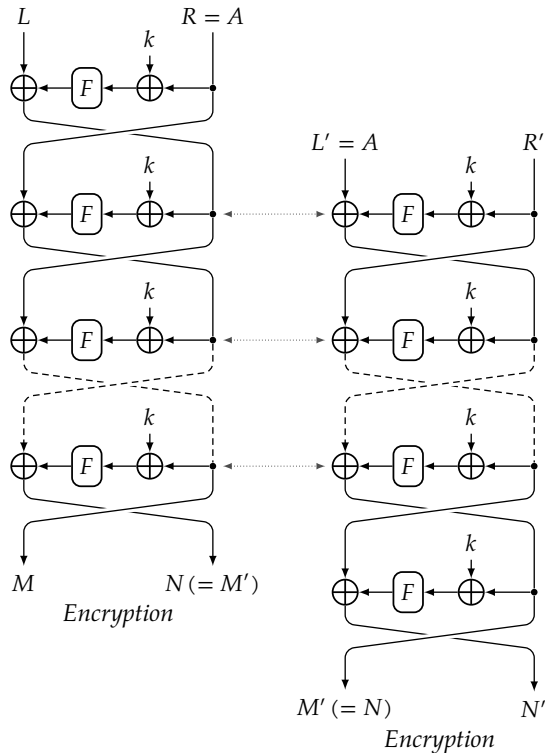 L R = A
k
F
L′ = A R′
k k
F F
k k
F F
k k
F F
M N (= M′)
k
Encryption
F
M′ (= N) N′
Encryption